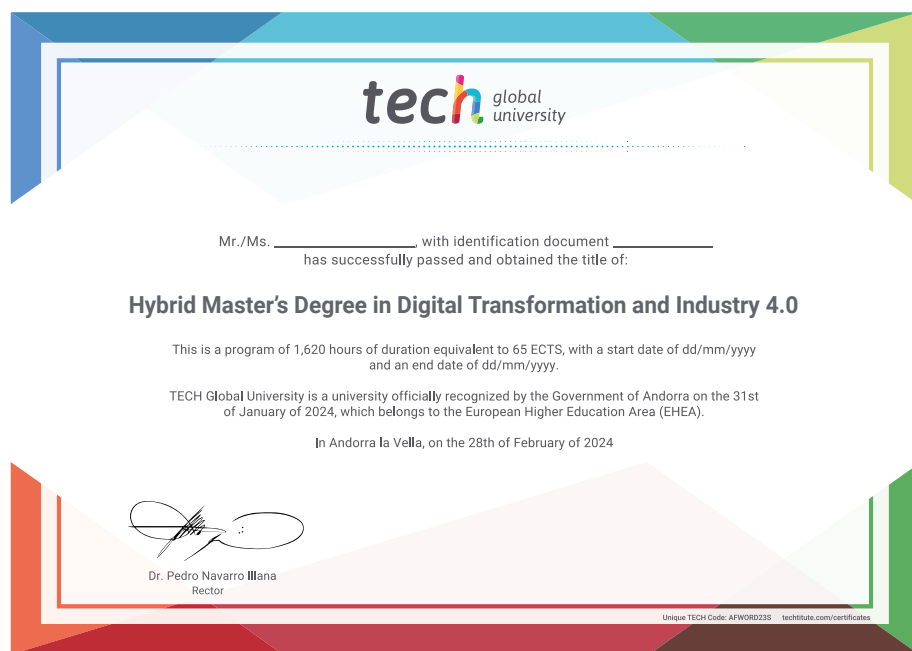 tech global
university
Mr./Ms. ____________, with identification document ____________
has successfully passed and obtained the title of:
Hybrid Master's Degree in Digital Transformation and Industry 4.0
This is a program of 1,620 hours of duration equivalent to 65 ECTS, with a start date of dd/mm/yyyy
and an end date of dd/mm/yyyy.
TECH Global University is a university officially recognized by the Government of Andorra on the 31st
of January of 2024, which belongs to the European Higher Education Area (EHEA).
In Andorra la Vella, on the 28th of February of 2024
Dr. Pedro Navarro Illana
Rector
Unique TECH Code: AFWORD23S techtitute.com/certificates